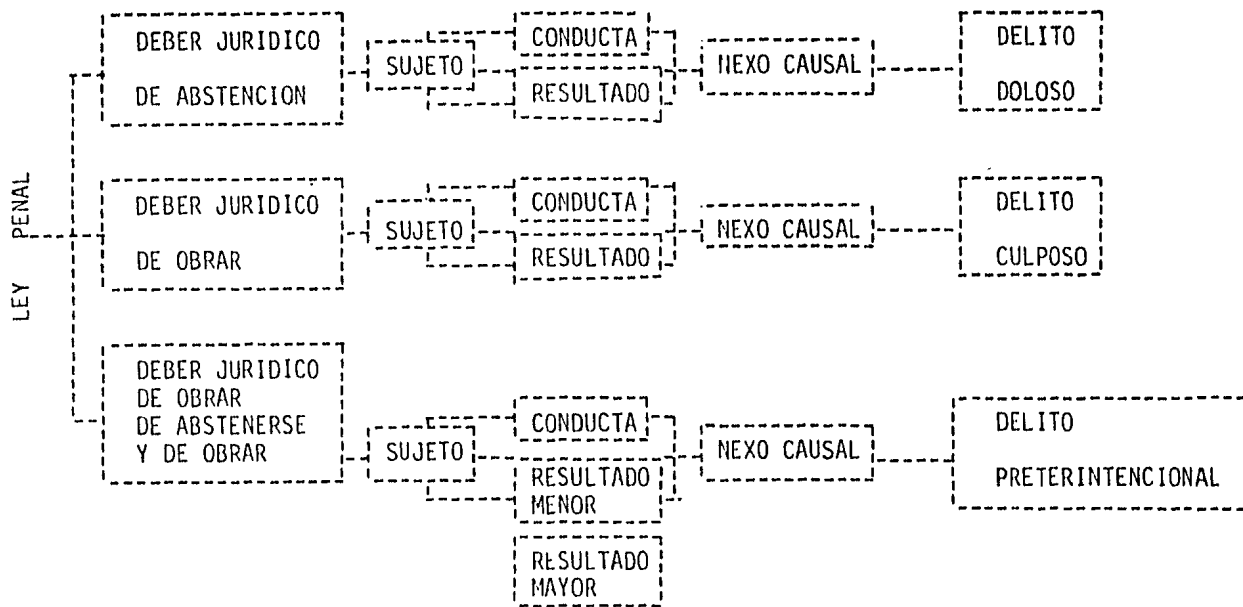 LEY PENAL
DEBER JURIDICO
DE ABSTENCION
SUJETO
CONDUCTA
RESULTADO
NEXO CAUSAL
DELITO
DOLOSO
DEBER JURIDICO
DE OBRAR
SUJETO
CONDUCTA
RESULTADO
NEXO CAUSAL
DELITO
CULPOSO
DEBER JURIDICO
DE OBRAR
DE ABSTENERSE
Y DE OBRAR
SUJETO
CONDUCTA
RESULTADO
MENOR
RESULTADO
MAYOR
NEXO CAUSAL
DELITO
PRETERINTENCIONAL